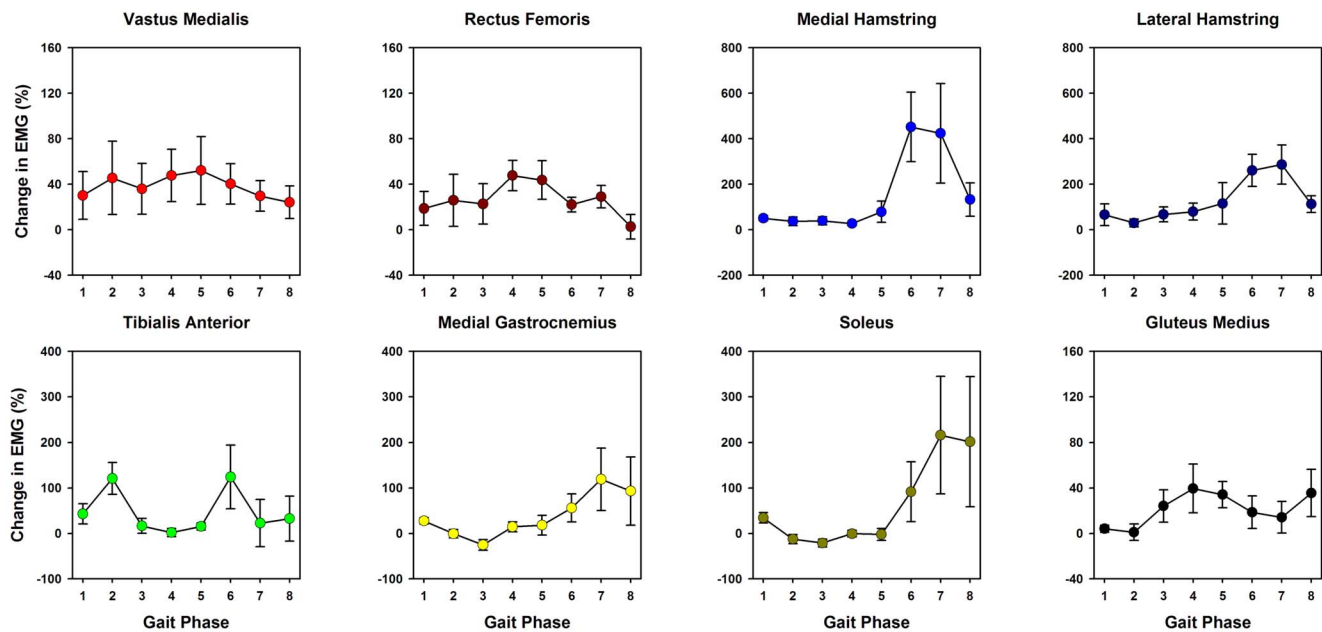 Vastus Medialis
Rectus Femoris
Medial Hamstring
Lateral Hamstring
Change in EMG (%)
160
120
80
40
0
-40
1 2 3 4 5 6 7 8
160
120
80
40
0
-40
1 2 3 4 5 6 7 8
800
600
400
200
0
-200
1 2 3 4 5 6 7 8
800
600
400
200
0
-200
1 2 3 4 5 6 7 8
Tibialis Anterior
Medial Gastrocnemius
Soleus
Gluteus Medius
Change in EMG (%)
400
300
200
100
0
-100
1 2 3 4 5 6 7 8
400
300
200
100
0
-100
1 2 3 4 5 6 7 8
400
300
200
100
0
-100
1 2 3 4 5 6 7 8
160
120
80
40
0
-40
1 2 3 4 5 6 7 8
Gait Phase
Gait Phase
Gait Phase
Gait Phase